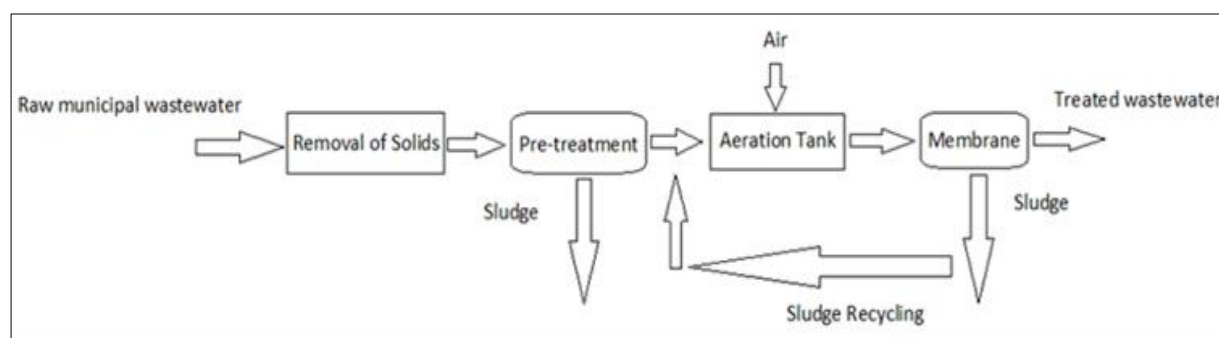 Air
Raw municipal wastewater
Treated wastewater
Removal of Solids
Pre-treatment
Aeration Tank
Membrane
Sludge
Sludge
Sludge Recycling